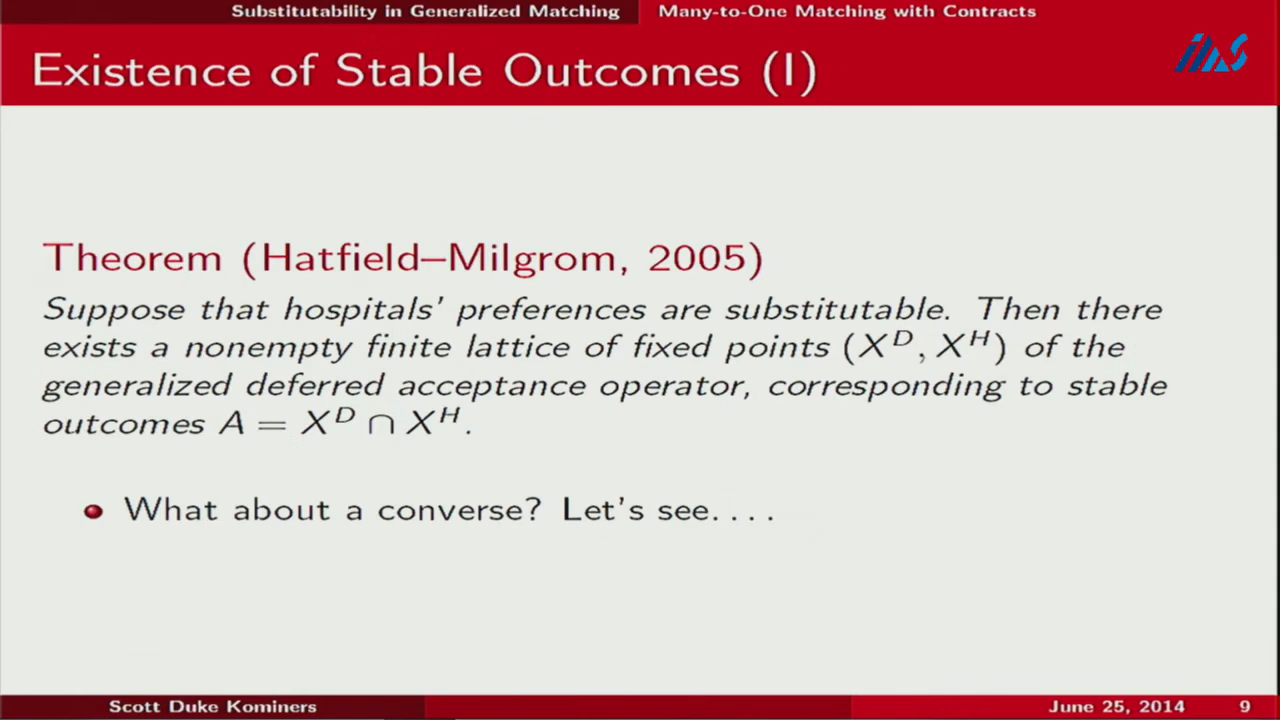 Substitutability in Generalized Matching Many-to-One Matching with Contracts
Existence of Stable Outcomes (I)
IMS
Theorem (Hatfield–Milgrom, 2005)
Suppose that hospitals' preferences are substitutable. Then there
exists a nonempty finite lattice of fixed points (X^D, X^H) of the
generalized deferred acceptance operator, corresponding to stable
outcomes A = X^D ∩ X^H.
What about a converse? Let's see....
Scott Duke Kominers June 25, 2014 9